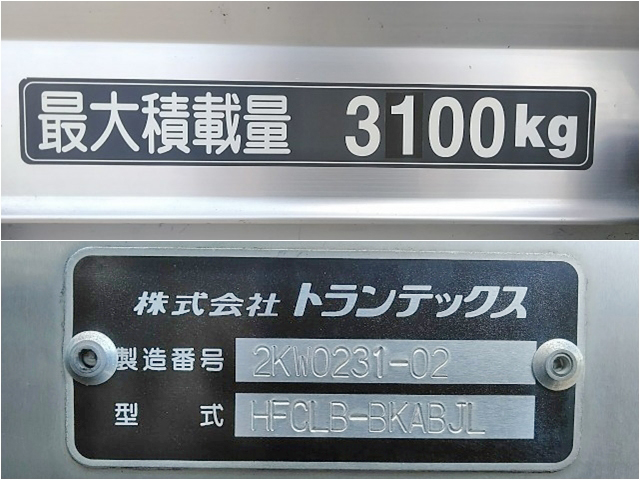 最大積載量 3100kg
株式会社 トランテックス
製造番号 2KW0231-02
型式 HFCLB-BKABJL